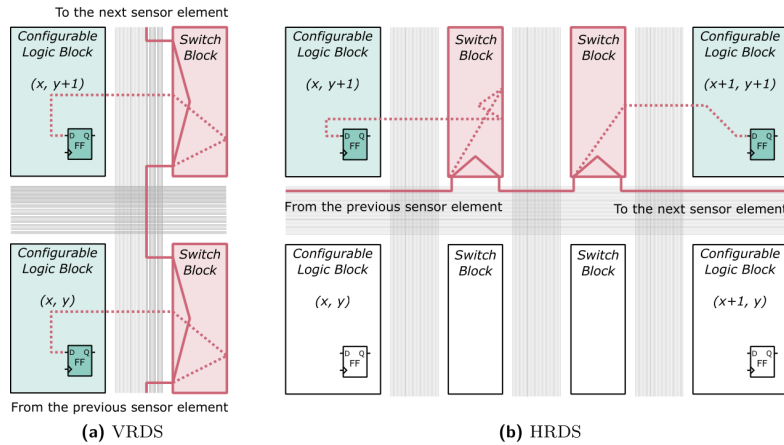 To the next sensor element
Configurable
Logic Block
(x, y+1)
D Q
FF
Switch
Block
Configurable
Logic Block
(x, y)
D Q
FF
Switch
Block
From the previous sensor element
(a) VRDS
Configurable
Logic Block
(x, y+1)
D Q
FF
Switch
Block
Switch
Block
Configurable
Logic Block
(x+1, y+1)
D Q
FF
From the previous sensor element
To the next sensor element
Configurable
Logic Block
(x, y)
D Q
FF
Switch
Block
Switch
Block
Configurable
Logic Block
(x+1, y)
D Q
FF
(b) HRDS